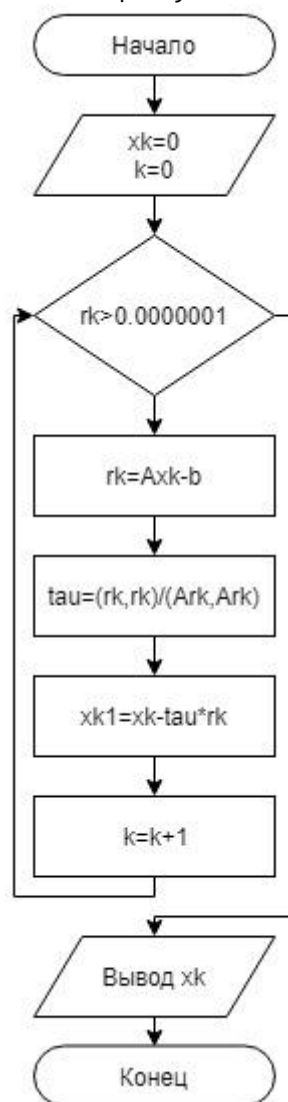 Начало
xk=0
k=0
rk>0.0000001
rk=Axk-b
tau=(rk,rk)/(Ark,Ark)
xk1=xk-tau*rk
k=k+1
Вывод xk
Конец